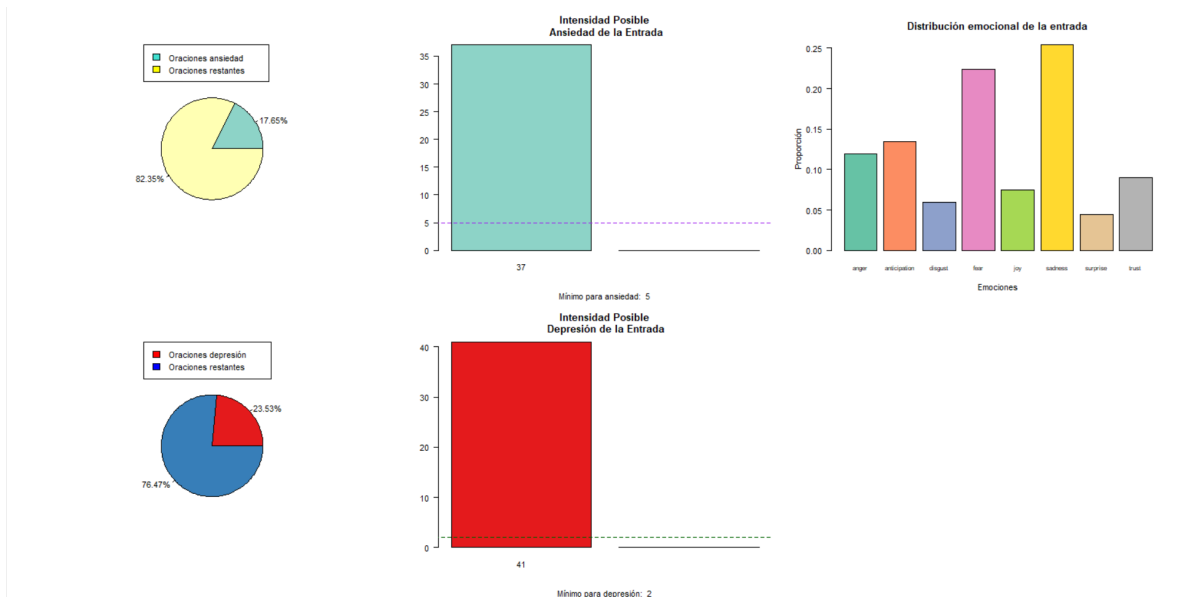 Oraciones ansiedad
Oraciones restantes
17.65%
82.35%
Intensidad Posible
Ansiedad de la Entrada
35
30
25
20
15
10
5
0
37
Mínimo para ansiedad: 5
Distribución emocional de la entrada
Proporción
0.25
0.20
0.15
0.10
0.05
0.00
anger anticipation disgust fear joy sadness surprise trust
Emociones
Oraciones depresión
Oraciones restantes
23.53%
76.47%
Intensidad Posible
Depresión de la Entrada
40
30
20
10
0
41
Mínimo para depresión: 2